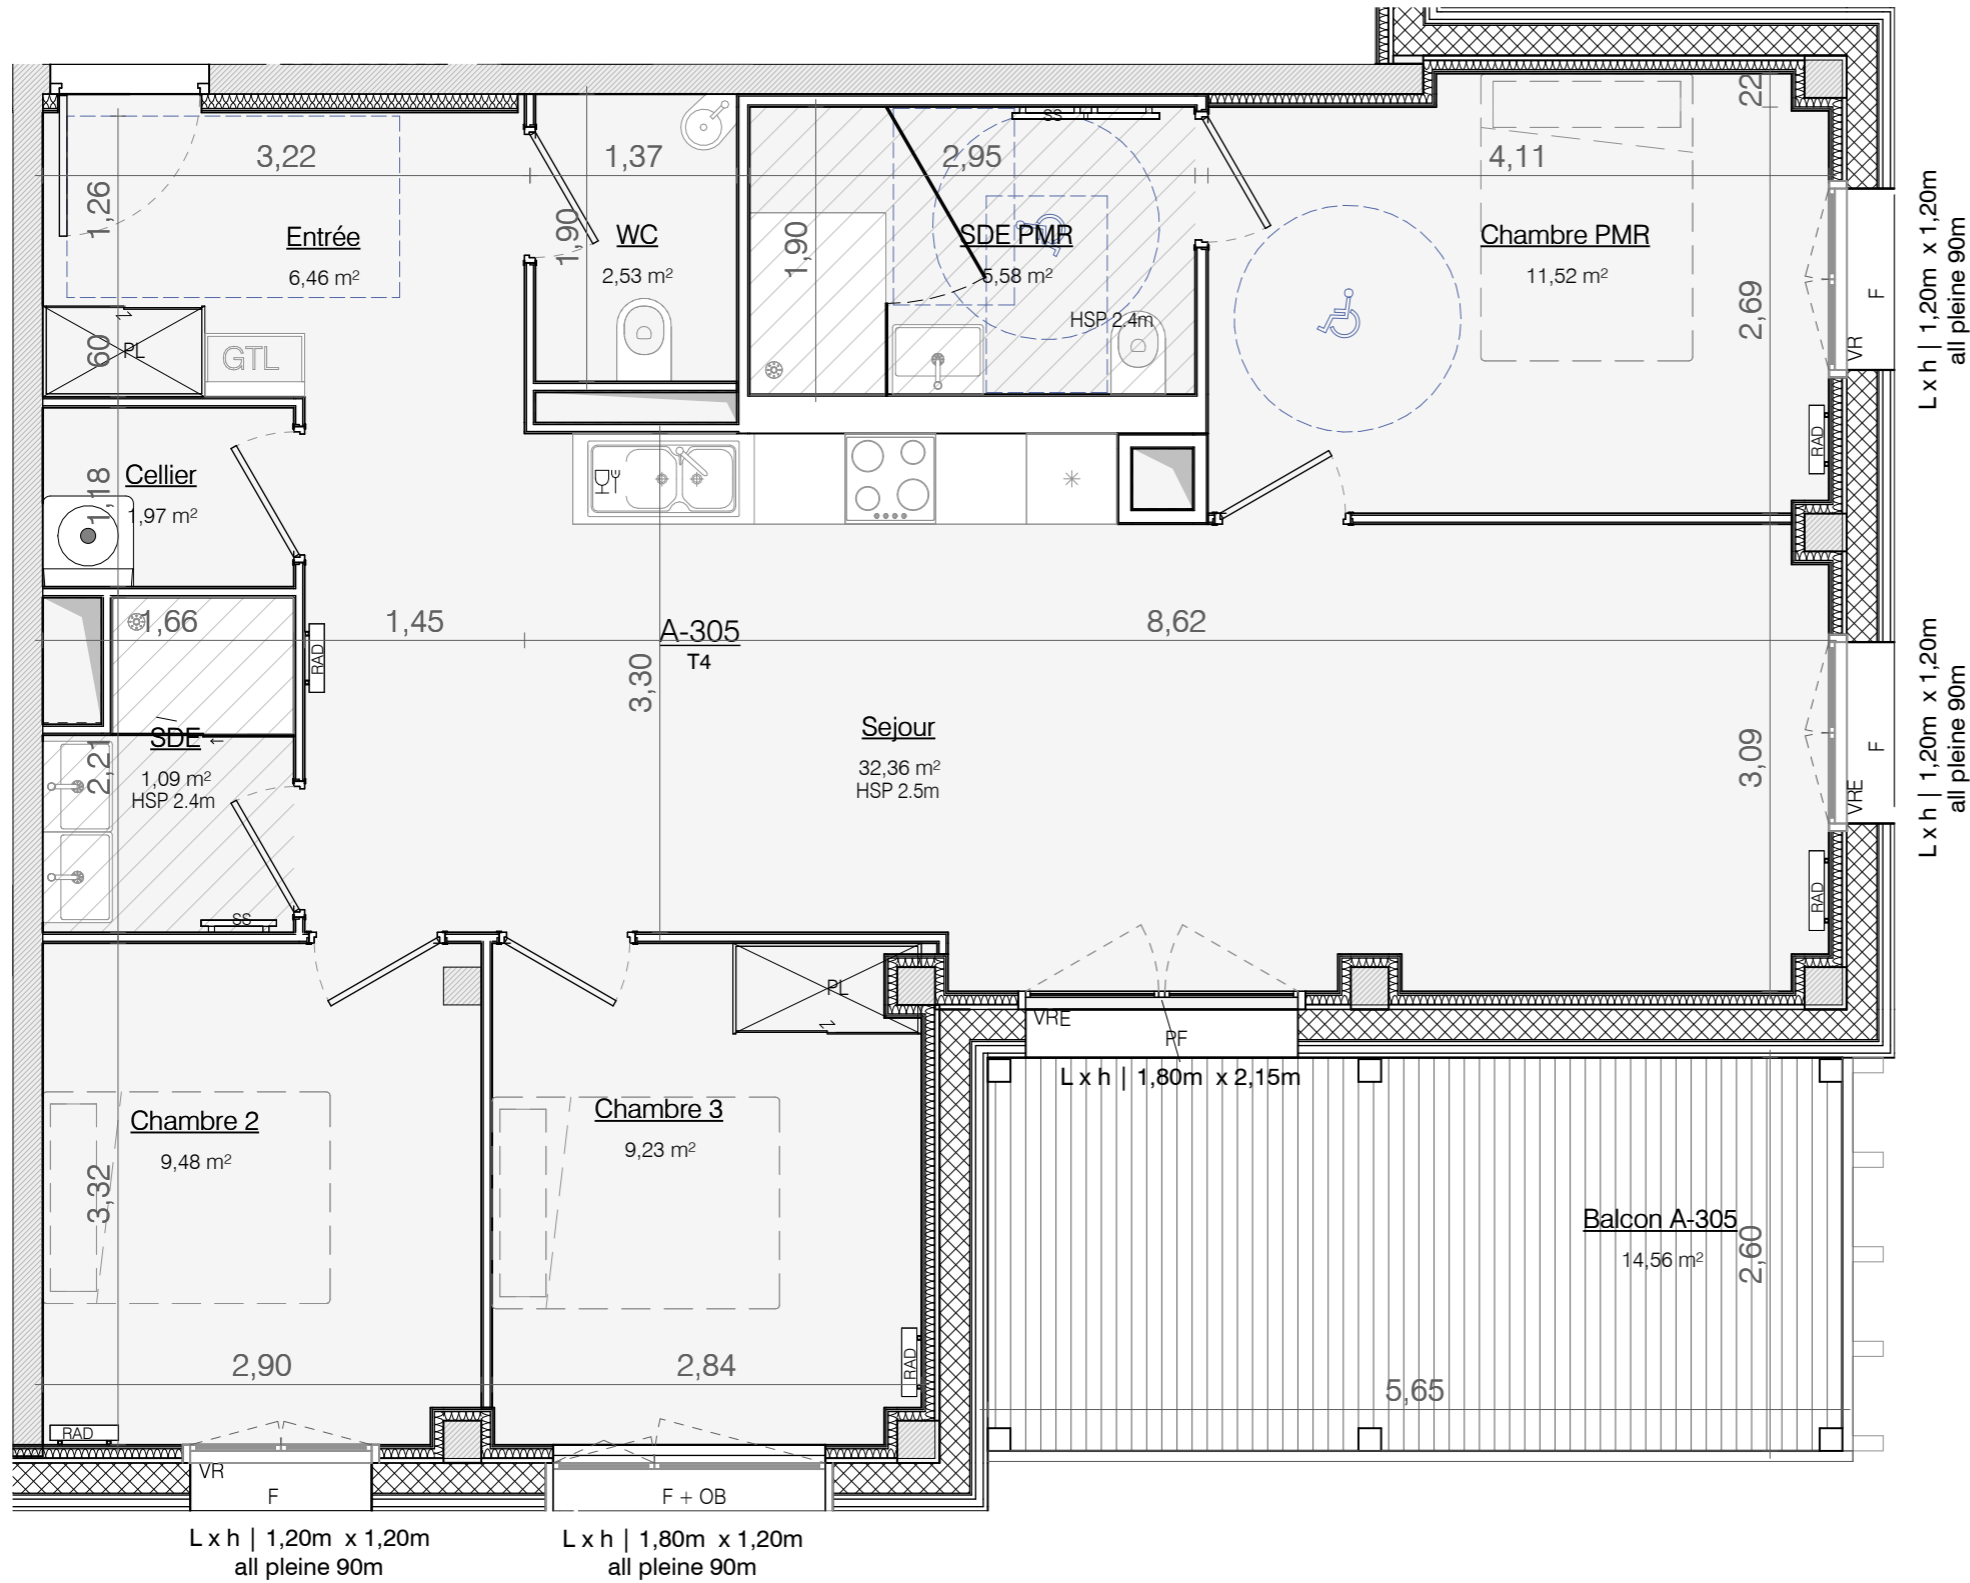 22
3,22
1,37
2,95
4,11
SS
1,26
Entrée
6,46 m²
1,90
WC
2,53 m²
1,90
SDE PMR
5,58 m²
HSP 2.4m
Chambre PMR
11,52 m²
2,69
F
VR
L x h | 1,20m x 1,20m
all pleine 90m
60
PL
GTL
RAD
Cellier
1,18
1,97 m²
1,66
1,45
RAD
A-305
T4
8,62
3,30
Sejour
32,36 m²
HSP 2.5m
3,09
F
VRE
L x h | 1,20m x 1,20m
all pleine 90m
SDE
2,21
1,09 m²
HSP 2.4m
RAD
SS
PL
VRE
PF
L x h | 1,80m x 2,15m
Chambre 2
9,48 m²
3,32
Chambre 3
9,23 m²
Balcon A-305
14,56 m²
2,60
2,90
2,84
RAD
5,65
RAD
VR
F
F + OB
L x h | 1,20m x 1,20m
all pleine 90m
L x h | 1,80m x 1,20m
all pleine 90m